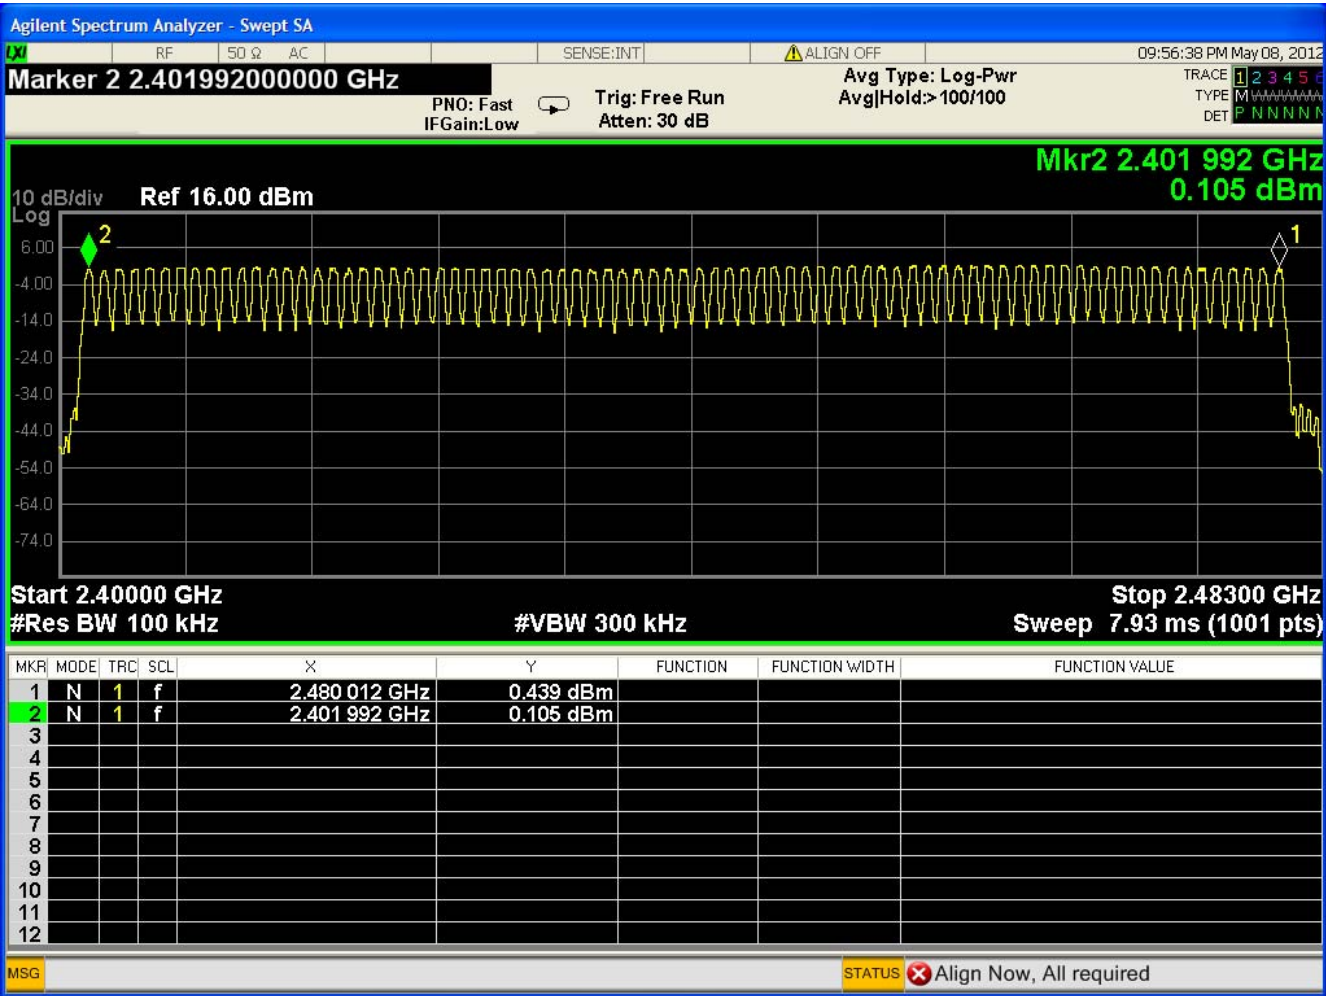 Agilent Spectrum Analyzer - Swept SA
LXI RF 50 Ω AC SENSE:INT ALIGN OFF 09:56:38 PM May 08, 2012
Marker 2 2.401992000000 GHz
PNO: Fast
IFGain:Low
Trig: Free Run
Atten: 30 dB
Avg Type: Log-Pwr
Avg|Hold:> 100/100
TRACE 1 2 3 4 5 6
TYPE M
DET P N N N N N
Mkr2 2.401 992 GHz
0.105 dBm
10 dB/div Ref 16.00 dBm
Log
2
1
6.00
-4.00
-14.0
-24.0
-34.0
-44.0
-54.0
-64.0
-74.0
Start 2.40000 GHz Stop 2.48300 GHz
#Res BW 100 kHz #VBW 300 kHz Sweep 7.93 ms (1001 pts)
MKR MODE TRC SCL X Y FUNCTION FUNCTION WIDTH FUNCTION VALUE
1 N 1 f 2.480 012 GHz 0.439 dBm
2 N 1 f 2.401 992 GHz 0.105 dBm
3
4
5
6
7
8
9
10
11
12
MSG STATUS Align Now, All required